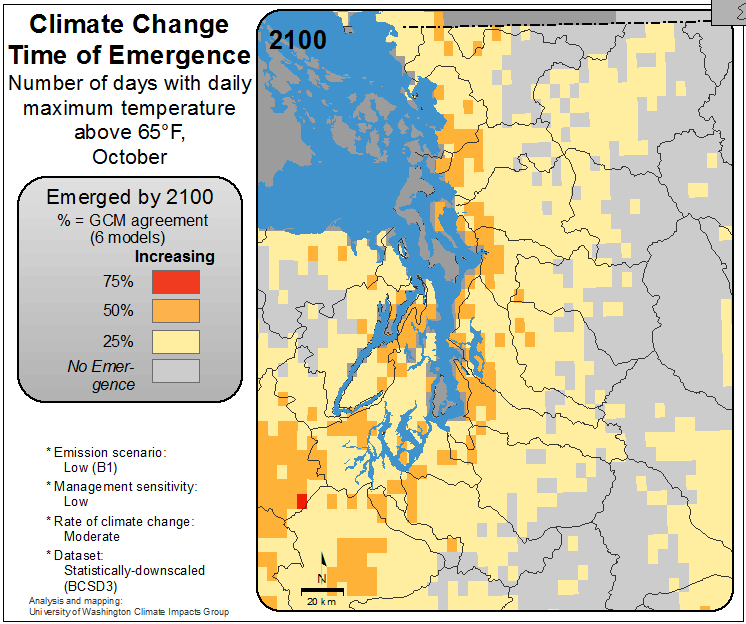 Climate Change
Time of Emergence
Number of days with daily
maximum temperature
above 65°F,
October
Emerged by 2100
% = GCM agreement
(6 models)
Increasing
75%
50%
25%
No Emer-
gence
* Emission scenario:
Low (B1)
* Management sensitivity:
Low
* Rate of climate change:
Moderate
* Dataset:
Statistically-downscaled
(BCSD3)
Analysis and mapping:
University of Washington Climate Impacts Group
2100
N
20 km